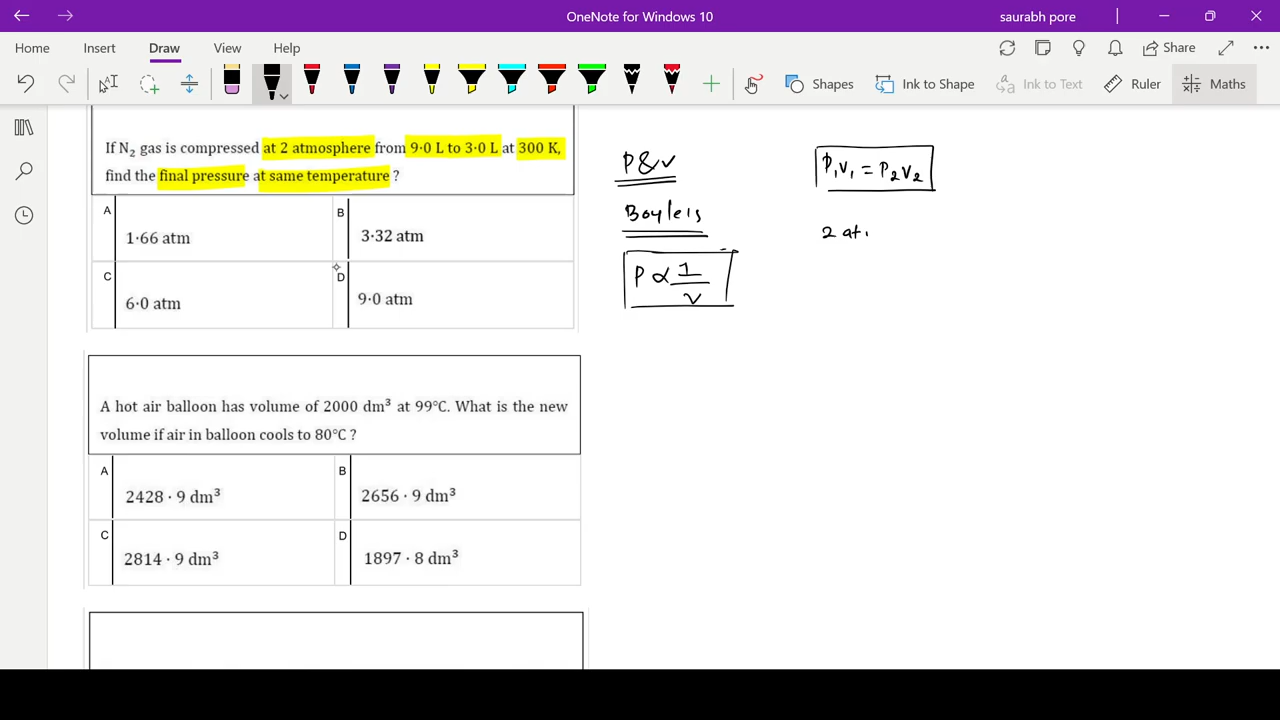 OneNote for Windows 10
saurabh pore
Home Insert Draw View Help
Share
Shapes
Ink to Shape
Ink to Text
Ruler
Maths
If N₂ gas is compressed at 2 atmosphere from 9·0 L to 3·0 L at 300 K,
find the final pressure at same temperature ?
A 1·66 atm
B 3·32 atm
C 6·0 atm
D 9·0 atm
P&V
Boyle's
P ∝ 1/V
P₁V₁ = P₂V₂
2 at
A hot air balloon has volume of 2000 dm³ at 99°C. What is the new
volume if air in balloon cools to 80°C ?
A 2428 · 9 dm³
B 2656 · 9 dm³
C 2814 · 9 dm³
D 1897 · 8 dm³